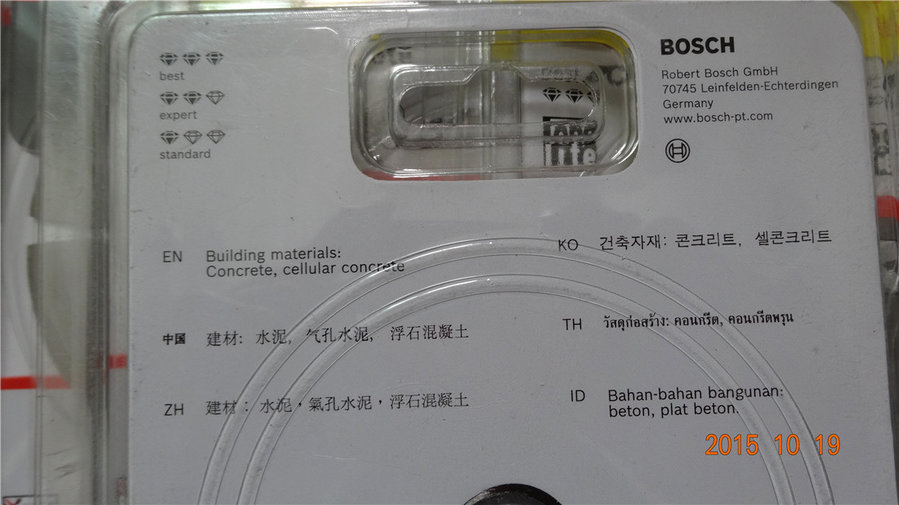 best
expert
standard
BOSCH
Robert Bosch GmbH
70745 Leinfelden-Echterdingen
Germany
www.bosch-pt.com
EN Building materials:
Concrete, cellular concrete
KO 건축자재: 콘크리트, 셀콘크리트
中国 建材: 水泥, 气孔水泥, 浮石混凝土
TH วัสดุก่อสร้าง: คอนกรีต, คอนกรีตพรุน
ZH 建材：水泥，氣孔水泥，浮石混凝土
ID Bahan-bahan bangunan:
beton, plat beton.
2015 10 19